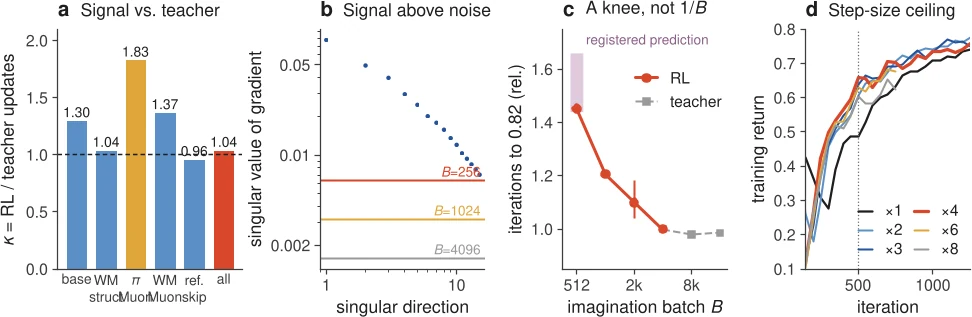 a Signal vs. teacher
κ = RL / teacher updates
2.0
1.5
1.0
0.5
0.0
1.30
1.04
1.83
1.37
0.96
1.04
base
WM struct
π Muon
WM Muon
ref. skip
all
b Signal above noise
singular value of gradient
0.05
0.01
0.002
B=256
B=1024
B=4096
1
10
singular direction
c A knee, not 1/B
iterations to 0.82 (rel.)
1.6
1.4
1.2
1.0
registered prediction
RL
teacher
512
2k
8k
imagination batch B
d Step-size ceiling
training return
0.8
0.7
0.6
0.5
0.4
0.3
0.2
0.1
×1
×2
×3
×4
×6
×8
500
1000
iteration